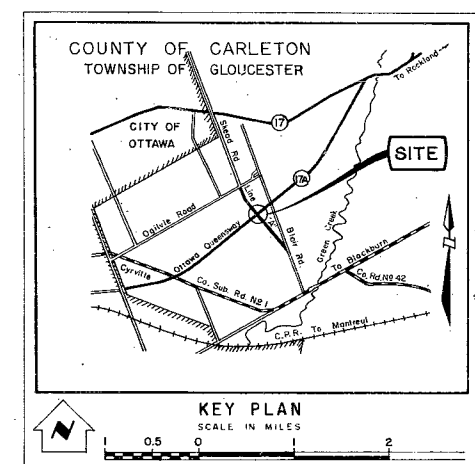 COUNTY OF CARLETON
TOWNSHIP OF GLOUCESTER
To Rockland
17
CITY OF
OTTAWA
Skead Rd
17A
SITE
Ogilvie Road
Line "A"
Blair Rd.
Green Creek
Ottawa Queensway
To Blackburn
Cyrville
Co. Sub. Rd. No 1
Co. Rd. No 42
C.P.R. To Montreal
N
KEY PLAN
SCALE IN MILES
N
1 0.5 0 1 2